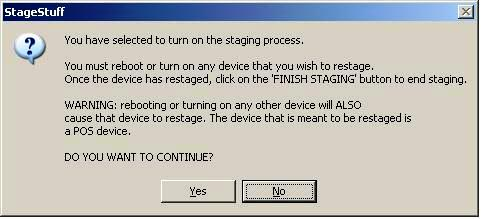 StageStuff
You have selected to turn on the staging process.
You must reboot or turn on any device that you wish to restage.
Once the device has restaged, click on the 'FINISH STAGING' button to end staging.
WARNING: rebooting or turning on any other device will ALSO
cause that device to restage. The device that is meant to be restaged is
a POS device.
DO YOU WANT TO CONTINUE?
Yes
No